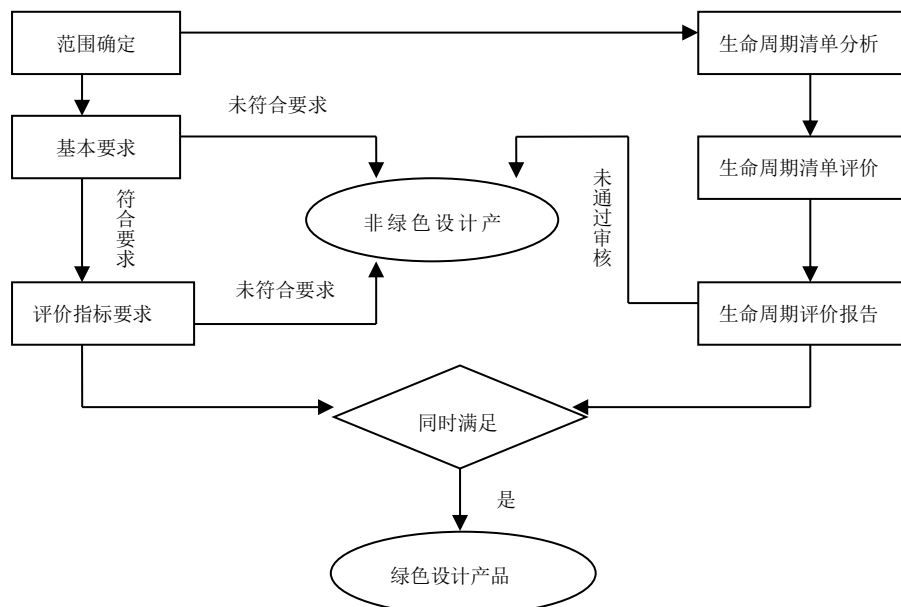 范围确定
生命周期清单分析
未符合要求
基本要求
生命周期清单评价
符合要求
未通过审核
非绿色设计产
未符合要求
评价指标要求
生命周期评价报告
同时满足
是
绿色设计产品